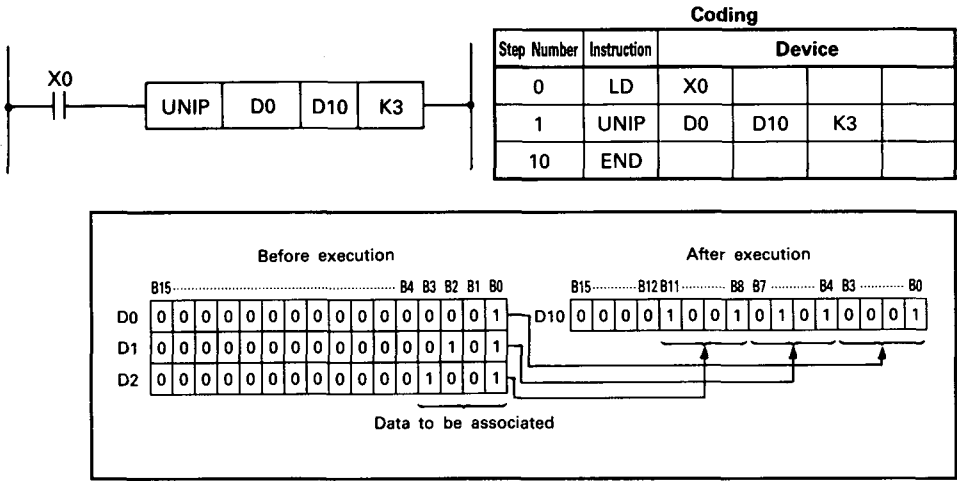 X0
UNIP D0 D10 K3
Coding
Step Number Instruction Device
0 LD X0
1 UNIP D0 D10 K3
10 END
Before execution
B15 B4 B3 B2 B1 B0
D0 0 0 0 0 0 0 0 0 0 0 0 0 0 0 0 1
D1 0 0 0 0 0 0 0 0 0 0 0 0 0 1 0 1
D2 0 0 0 0 0 0 0 0 0 0 0 0 1 0 0 1
Data to be associated
After execution
B15 B12 B11 B8 B7 B4 B3 B0
D10 0 0 0 0 1 0 0 1 0 1 0 1 0 0 0 1